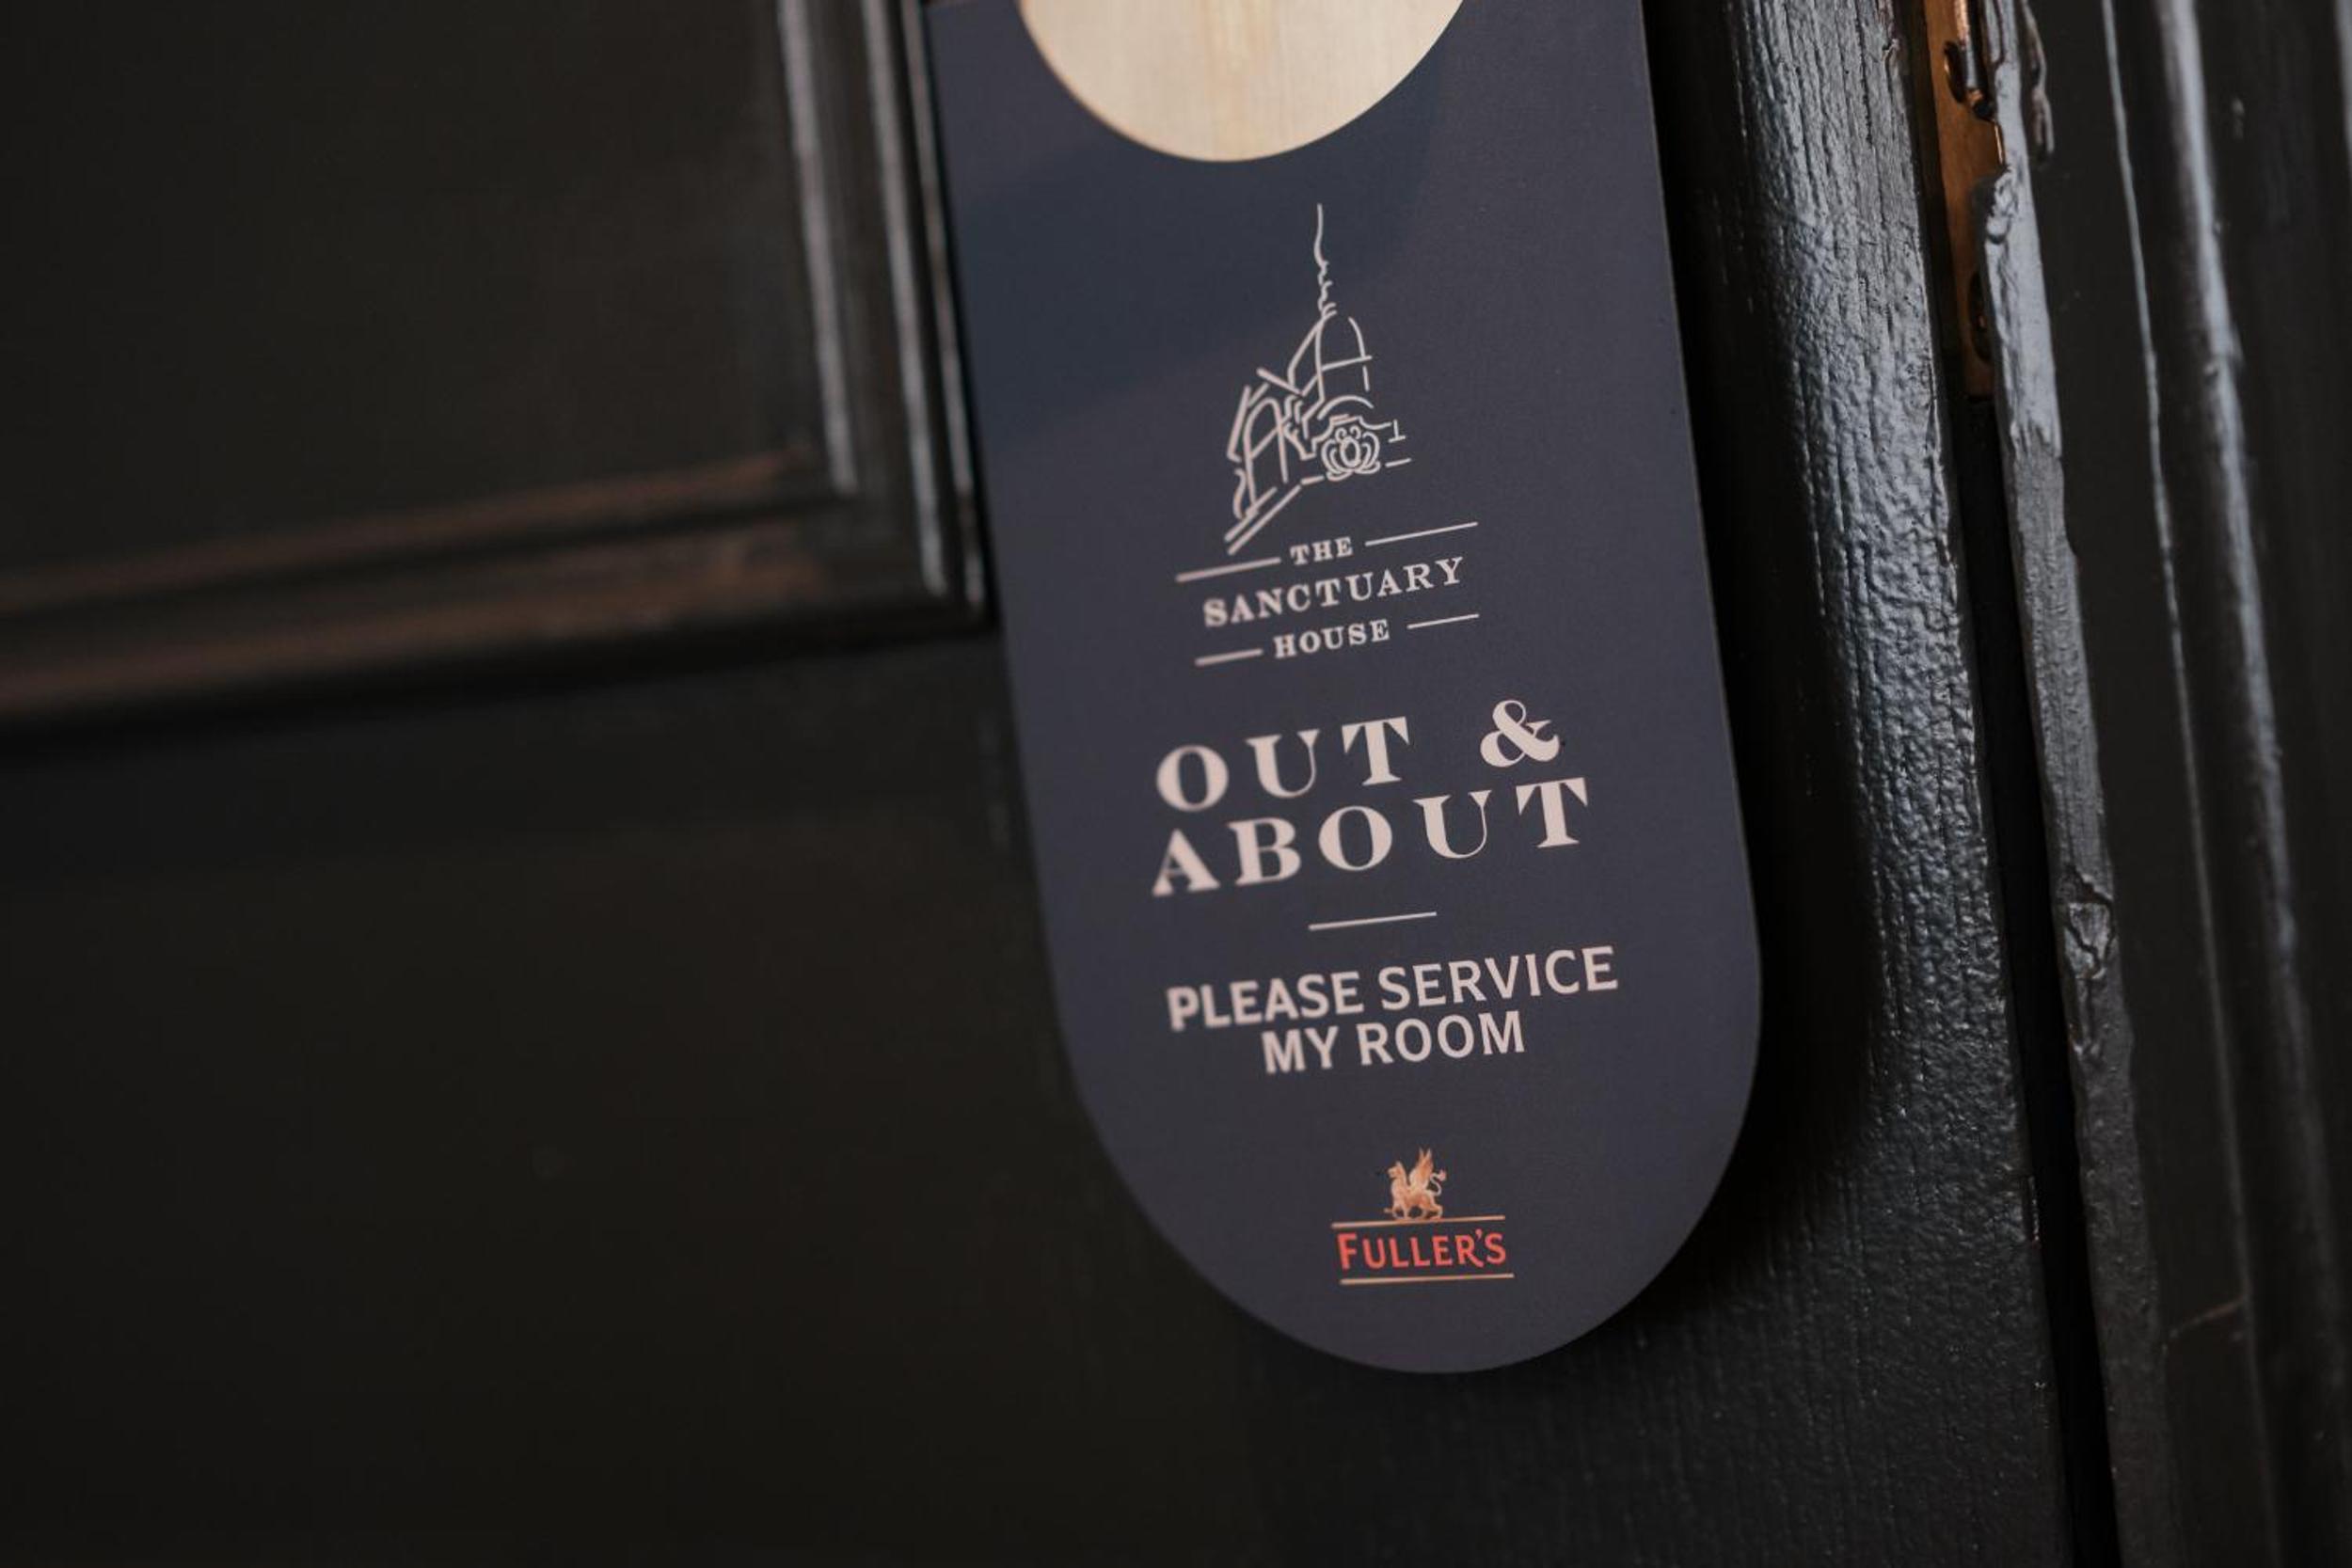 THE
SANCTUARY
HOUSE
OUT &
ABOUT
PLEASE SERVICE
MY ROOM
FULLER'S